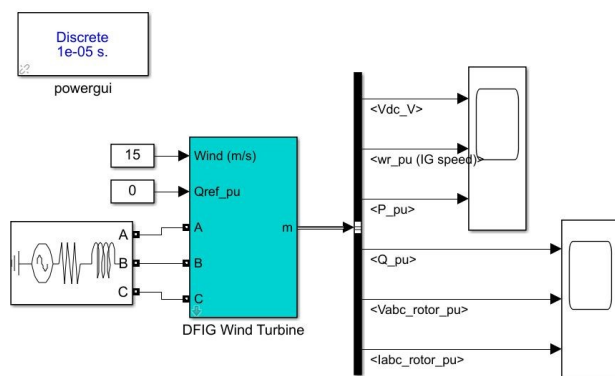 Discrete
1e-05 s.
powergui
15
Wind (m/s)
0
Qref_pu
A
A
B
B
C
C
m
DFIG Wind Turbine
<Vdc_V>
<wr_pu (IG speed)>
<P_pu>
<Q_pu>
<Vabc_rotor_pu>
<Iabc_rotor_pu>